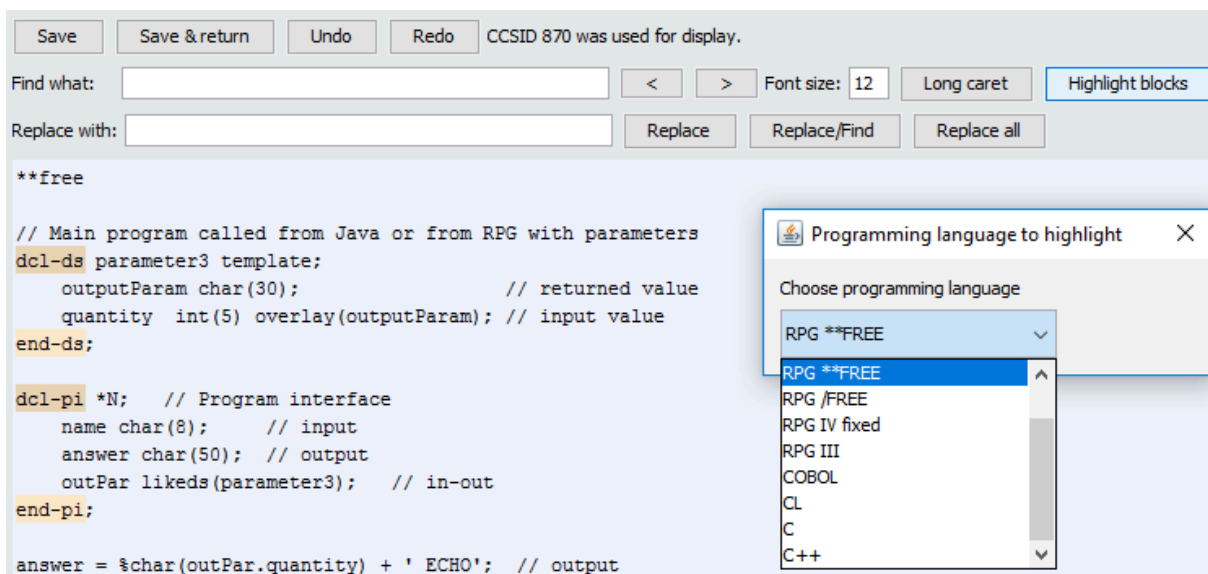 Save Save & return Undo Redo CCSID 870 was used for display.
Find what: < > Font size: 12 Long caret Highlight blocks
Replace with: Replace Replace/Find Replace all
**free
// Main program called from Java or from RPG with parameters
dcl-ds parameter3 template;
outputParam char(30); // returned value
quantity int(5) overlay(outputParam); // input value
end-ds;
dcl-pi *N; // Program interface
name char(8); // input
answer char(50); // output
outPar likeds(parameter3); // in-out
end-pi;
answer = %char(outPar.quantity) + ' ECHO'; // output
Programming language to highlight
Choose programming language
RPG **FREE
RPG **FREE
RPG /FREE
RPG IV fixed
RPG III
COBOL
CL
C
C++